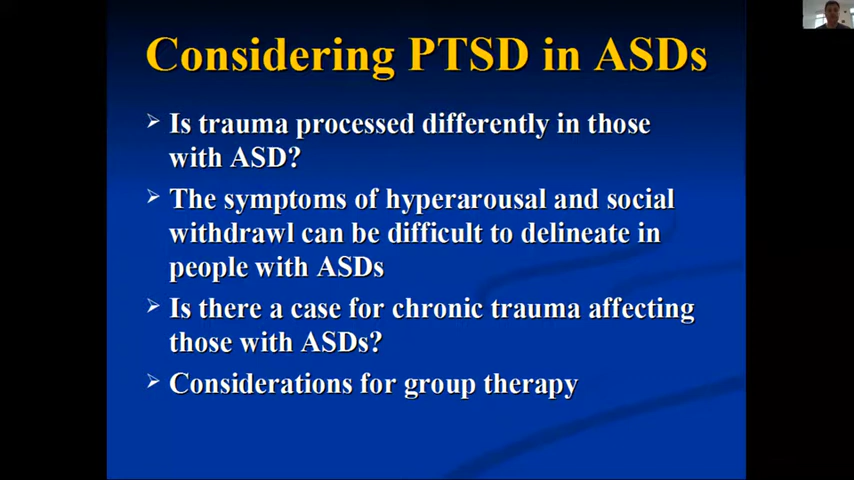 Considering PTSD in ASDs
➢ Is trauma processed differently in those
with ASD?
➢ The symptoms of hyperarousal and social
withdrawl can be difficult to delineate in
people with ASDs
➢ Is there a case for chronic trauma affecting
those with ASDs?
➢ Considerations for group therapy